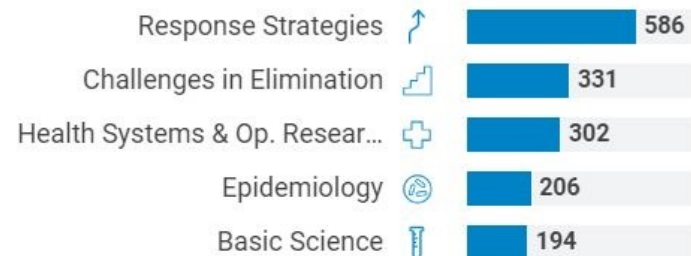 Response Strategies 586
Challenges in Elimination 331
Health Systems & Op. Resear... 302
Epidemiology 206
Basic Science 194